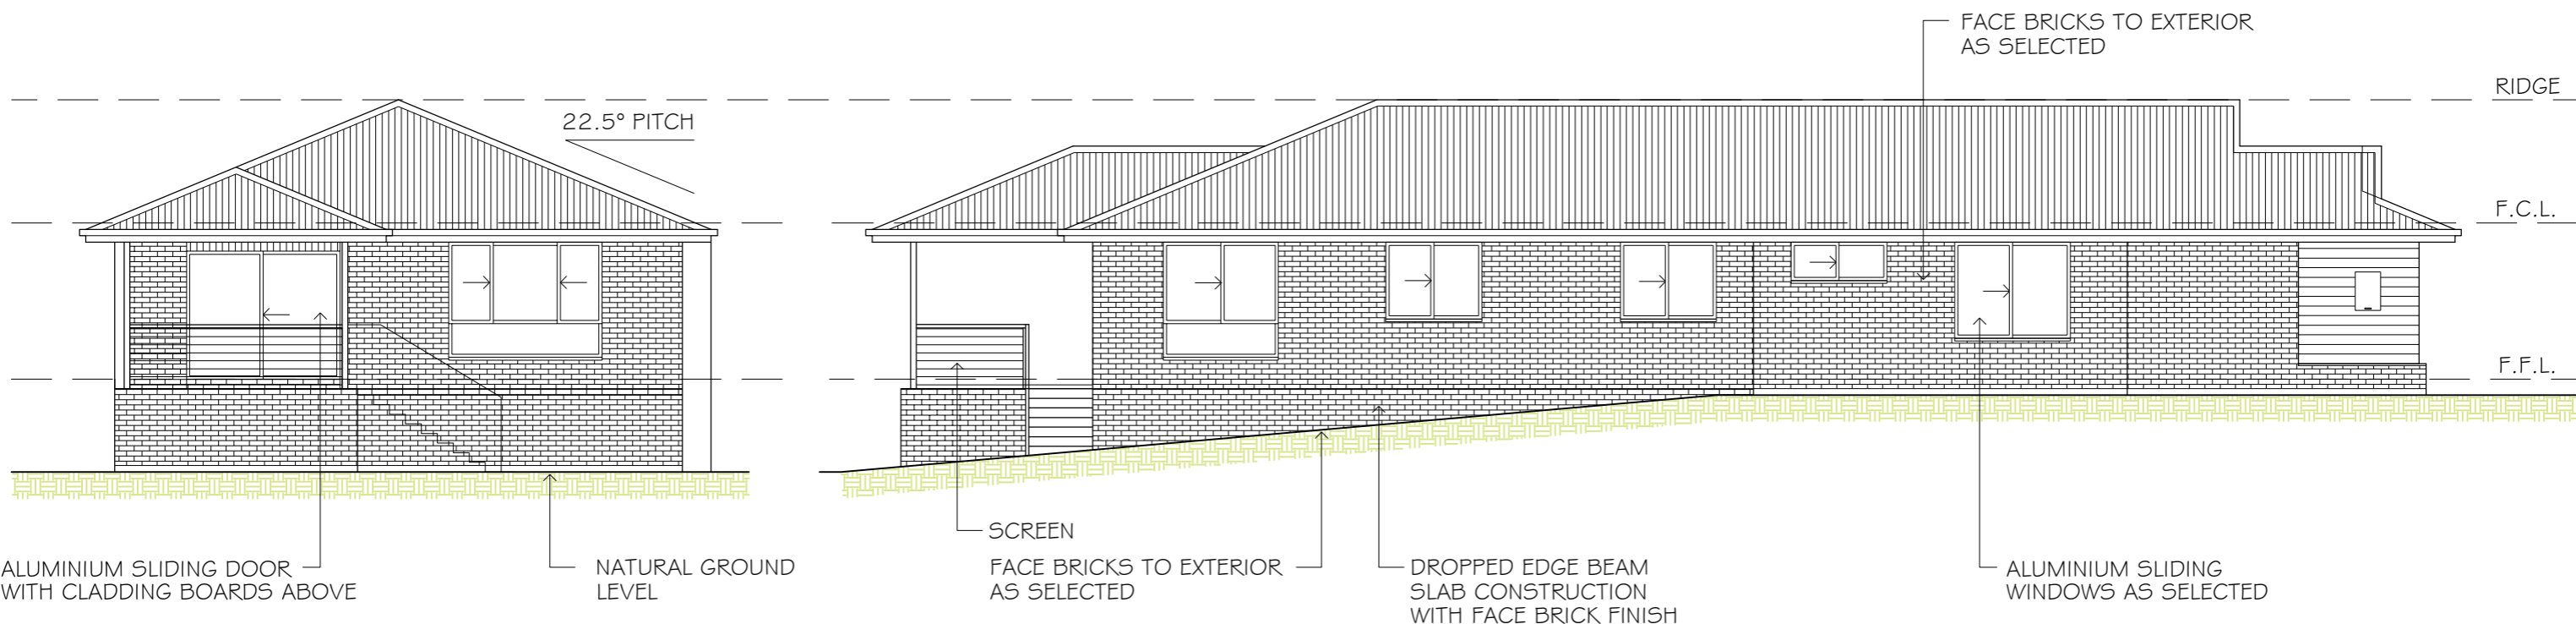 FACE BRICKS TO EXTERIOR
AS SELECTED
RIDGE
22.5° PITCH
F.C.L.
F.F.L.
SCREEN
ALUMINIUM SLIDING DOOR
WITH CLADDING BOARDS ABOVE
NATURAL GROUND
LEVEL
FACE BRICKS TO EXTERIOR
AS SELECTED
DROPPED EDGE BEAM
SLAB CONSTRUCTION
WITH FACE BRICK FINISH
ALUMINIUM SLIDING
WINDOWS AS SELECTED